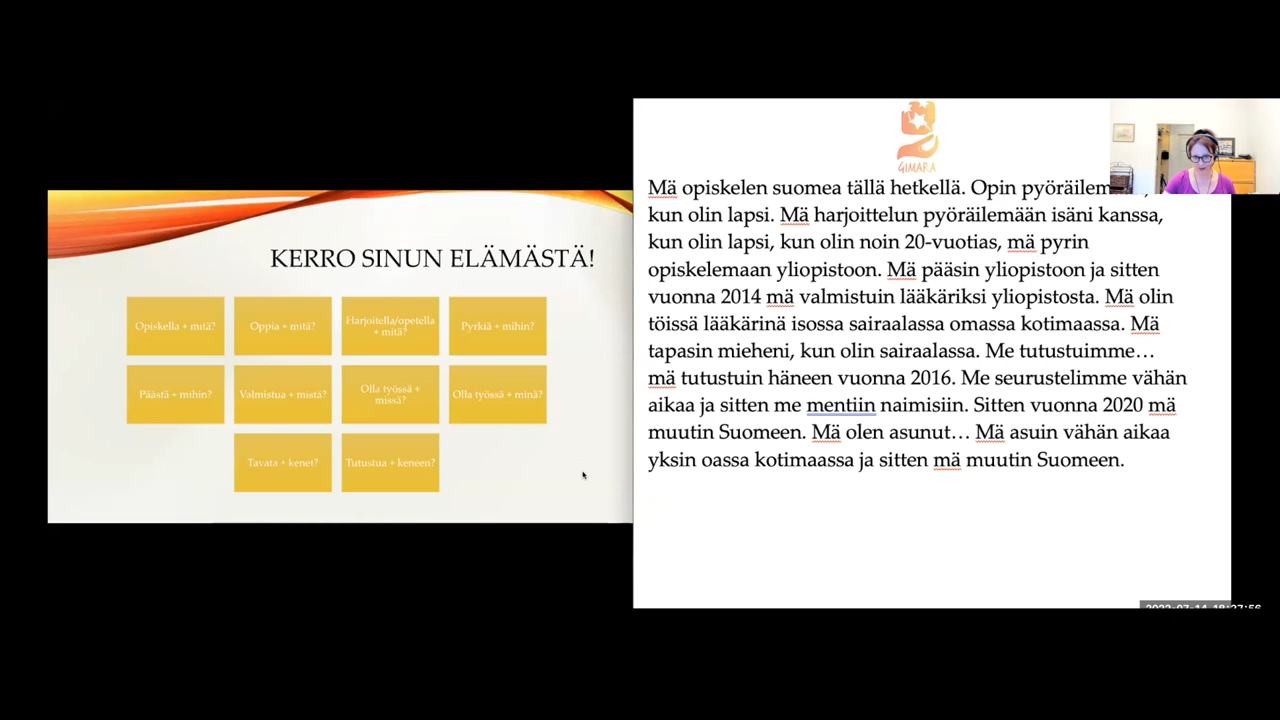 KERRO SINUN ELÄMÄSTÄ!
Opiskella + mitä?
Oppia + mitä?
Harjoitella/opetella
+ mitä?
Pyrkiä + mihin?
Päästä + mihin?
Valmistua + mistä?
Olla työssä +
missä?
Olla työssä + minä?
Tavata + kenet?
Tutustua + keneen?
GIMARA
Mä opiskelen suomea tällä hetkellä. Opin
kun olin lapsi. Mä harjoittelun pyöräilemään isäni kanssa,
kun olin lapsi, kun olin noin 20-vuotias, mä pyrin
opiskelemaan yliopistoon. Mä pääsin yliopistoon ja sitten
vuonna 2014 mä valmistuin lääkäriksi yliopistosta. Mä olin
töissä lääkärinä isossa sairaalassa omassa kotimaassa. Mä
tapasin mieheni, kun olin sairaalassa. Me tutustuimme…
mä tutustuin häneen vuonna 2016. Me seurustelimme vähän
aikaa ja sitten me mentiin naimisiin. Sitten vuonna 2020 mä
muutin Suomeen. Mä olen asunut… Mä asuin vähän aikaa
yksin oassa kotimaassa ja sitten mä muutin Suomeen.